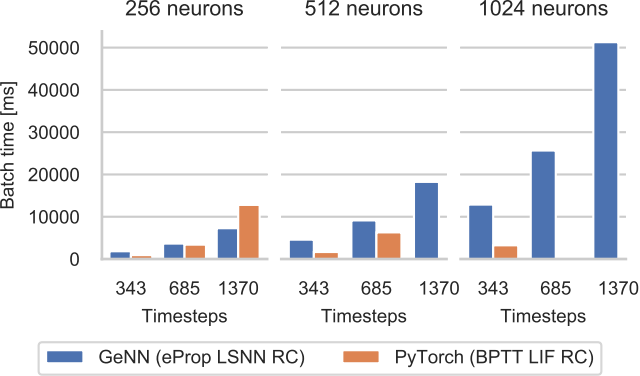 256 neurons 512 neurons 1024 neurons
Batch time [ms]
50000
40000
30000
20000
10000
0
343 685 1370 343 685 1370 343 685 1370
Timesteps Timesteps Timesteps
GeNN (eProp LSNN RC) PyTorch (BPTT LIF RC)